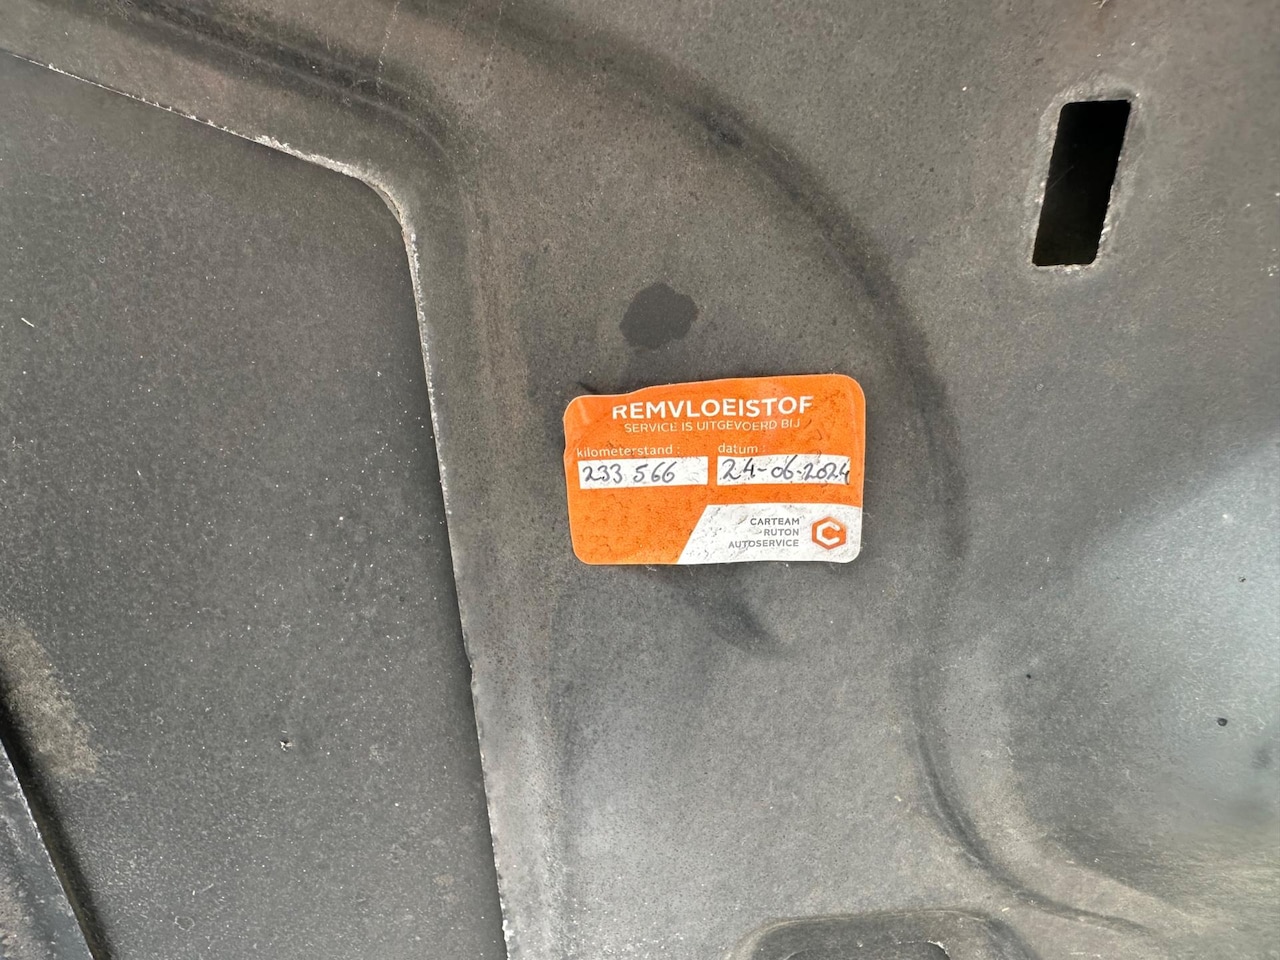 REMVLOEISTOF
SERVICE IS UITGEVOERD BIJ
kilometerstand : datum :
233 566 24-06-2024
CARTEAM
RUTON
AUTOSERVICE